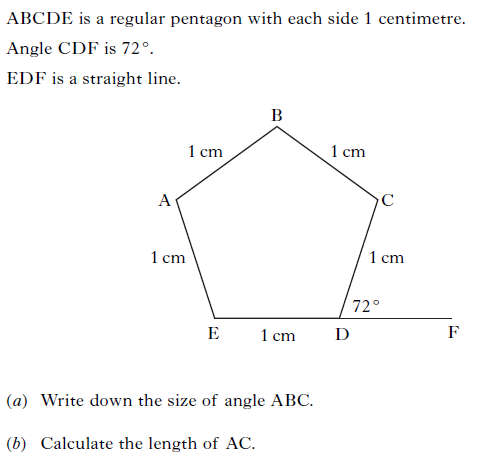 ABCDE is a regular pentagon with each side 1 centimetre.
Angle CDF is 72°.
EDF is a straight line.
B
1 cm
1 cm
A
C
1 cm
1 cm
72°
E
1 cm
D
F
(a) Write down the size of angle ABC.
(b) Calculate the length of AC.